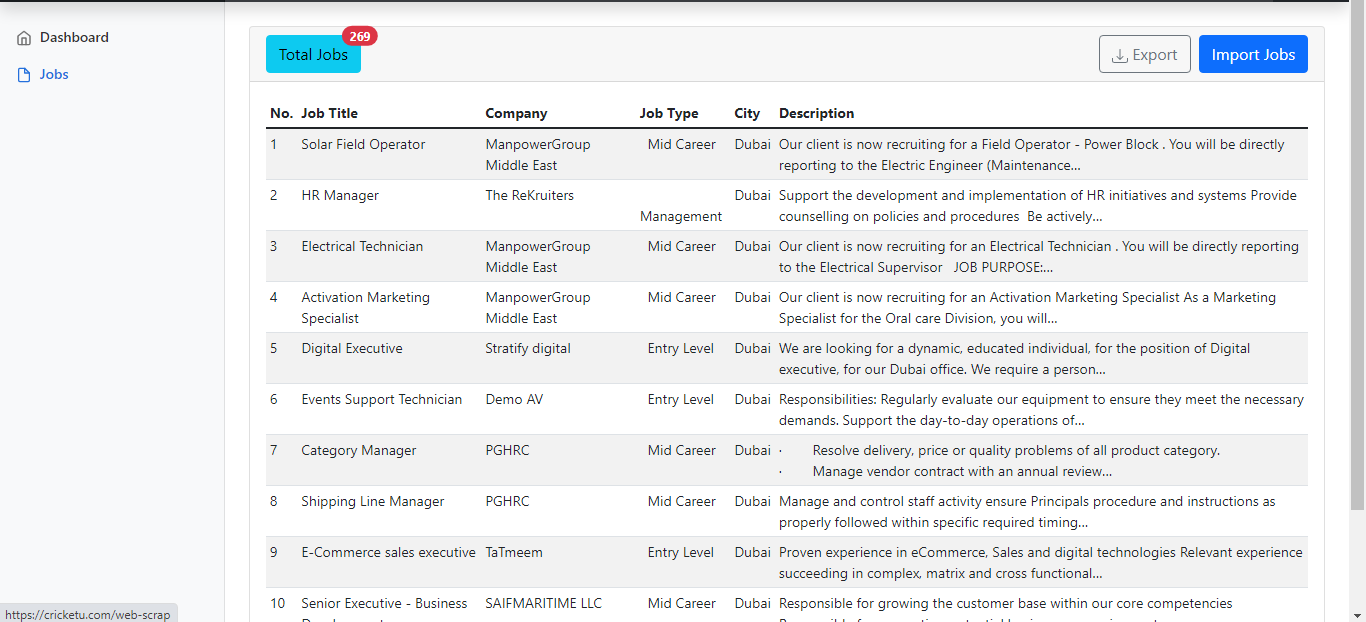 Dashboard
Jobs
Total Jobs 269
Export
Import Jobs
No. Job Title Company Job Type City Description
1 Solar Field Operator ManpowerGroup Mid Career Dubai Our client is now recruiting for a Field Operator - Power Block . You will be directly
Middle East reporting to the Electric Engineer (Maintenance...
2 HR Manager The ReKruiters Dubai Support the development and implementation of HR initiatives and systems Provide
Management counselling on policies and procedures Be actively...
3 Electrical Technician ManpowerGroup Mid Career Dubai Our client is now recruiting for an Electrical Technician . You will be directly reporting
Middle East to the Electrical Supervisor JOB PURPOSE:...
4 Activation Marketing ManpowerGroup Mid Career Dubai Our client is now recruiting for an Activation Marketing Specialist As a Marketing
Specialist Middle East Specialist for the Oral care Division, you will...
5 Digital Executive Stratify digital Entry Level Dubai We are looking for a dynamic, educated individual, for the position of Digital
executive, for our Dubai office. We require a person...
6 Events Support Technician Demo AV Entry Level Dubai Responsibilities: Regularly evaluate our equipment to ensure they meet the necessary
demands. Support the day-to-day operations of...
7 Category Manager PGHRC Mid Career Dubai · Resolve delivery, price or quality problems of all product category.
· Manage vendor contract with an annual review...
8 Shipping Line Manager PGHRC Mid Career Dubai Manage and control staff activity ensure Principals procedure and instructions as
properly followed within specific required timing...
9 E-Commerce sales executive TaTmeem Entry Level Dubai Proven experience in eCommerce, Sales and digital technologies Relevant experience
succeeding in complex, matrix and cross functional...
10 Senior Executive - Business SAIFMARITIME LLC Mid Career Dubai Responsible for growing the customer base within our core competencies
https://cricketu.com/web-scrap